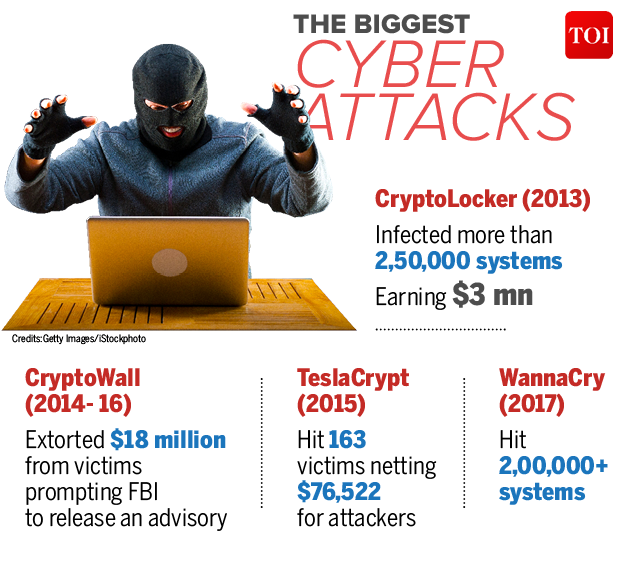 THE BIGGEST
CYBER
ATTACKS
TOI
CryptoLocker (2013)
Infected more than
2,50,000 systems
Earning $3 mn
Credits:Getty Images/iStockphoto
CryptoWall
(2014- 16)
Extorted $18 million
from victims
prompting FBI
to release an advisory
TeslaCrypt
(2015)
Hit 163
victims netting
$76,522
for attackers
WannaCry
(2017)
Hit
2,00,000+
systems